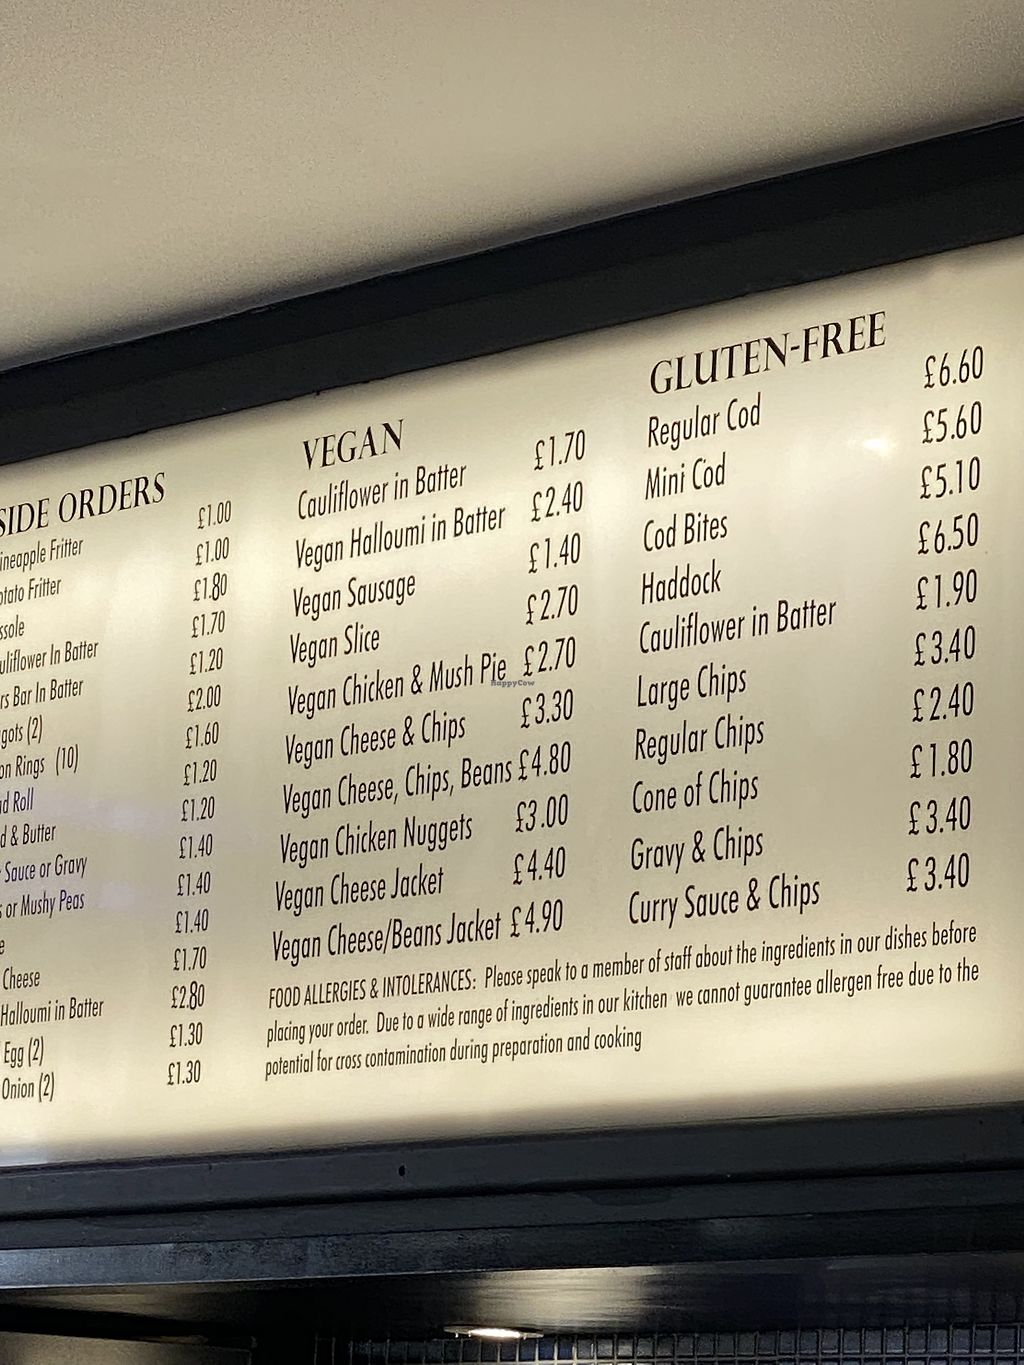 SIDE ORDERS
ineapple Fritter £1.00
otato Fritter £1.00
ssole £1.80
uliflower In Batter £1.70
rs Bar In Batter £1.20
gots (2) £2.00
on Rings (10) £1.60
d Roll £1.20
d & Butter £1.20
Sauce or Gravy £1.40
s or Mushy Peas £1.40
e £1.40
Cheese £1.70
Halloumi in Batter £2.80
Egg (2) £1.30
Onion (2) £1.30
VEGAN
Cauliflower in Batter £1.70
Vegan Halloumi in Batter £2.40
Vegan Sausage £1.40
Vegan Slice £2.70
Vegan Chicken & Mush Pie £2.70
Vegan Cheese & Chips £3.30
Vegan Cheese, Chips, Beans £4.80
Vegan Chicken Nuggets £3.00
Vegan Cheese Jacket £4.40
Vegan Cheese/Beans Jacket £4.90
GLUTEN-FREE
Regular Cod £6.60
Mini Cod £5.60
Cod Bites £5.10
Haddock £6.50
Cauliflower in Batter £1.90
Large Chips £3.40
Regular Chips £2.40
Cone of Chips £1.80
Gravy & Chips £3.40
Curry Sauce & Chips £3.40
FOOD ALLERGIES & INTOLERANCES: Please speak to a member of staff about the ingredients in our dishes before
placing your order. Due to a wide range of ingredients in our kitchen we cannot guarantee allergen free due to the
potential for cross contamination during preparation and cooking
HappyCow